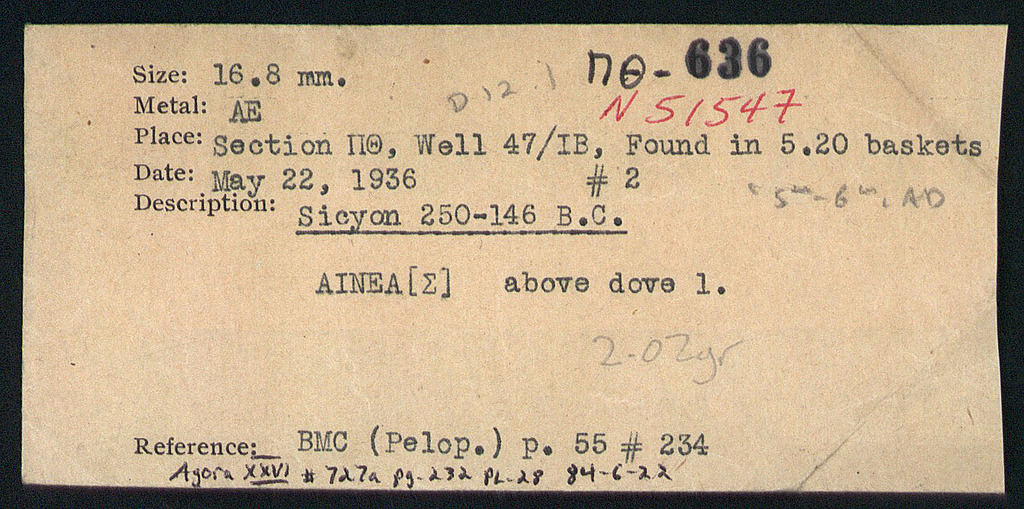 Size: 16.8 mm.
ΠΘ- 636
D 12 . 1
Metal: AE
N 51547
Place: Section ΠΘ, Well 47/IB, Found in 5.20 baskets
Date: May 22, 1936 # 2
5ᵗʰ-6ᵗʰ. AD
Description: Sicyon 250-146 B.C.
AINEA[Σ] above dove l.
2.02gr
Reference: BMC (Pelop.) p. 55 # 234
Agora XXVI # 727a pg. 232 PL. 28 84-6-22